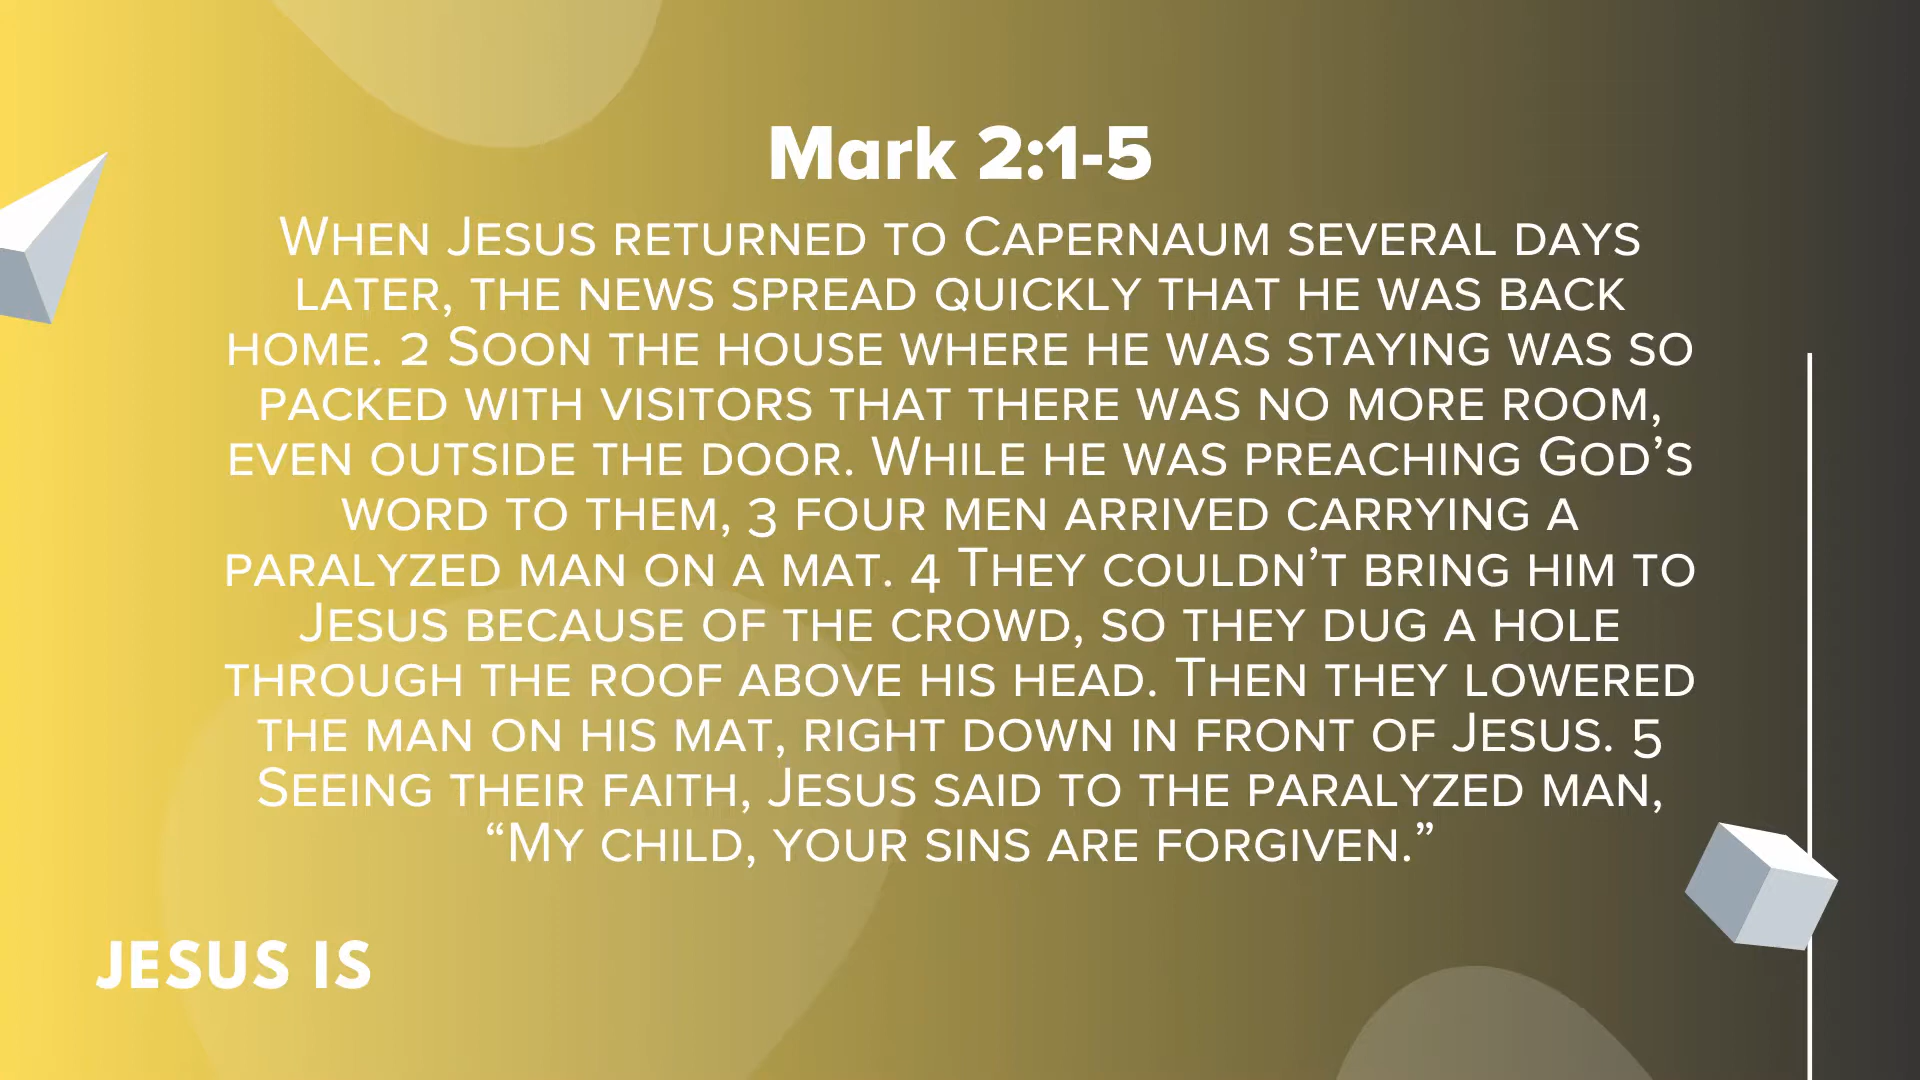 Mark 2:1-5
When Jesus returned to Capernaum several days
later, the news spread quickly that he was back
home. 2 Soon the house where he was staying was so
packed with visitors that there was no more room,
even outside the door. While he was preaching God’s
word to them, 3 four men arrived carrying a
paralyzed man on a mat. 4 They couldn’t bring him to
Jesus because of the crowd, so they dug a hole
through the roof above his head. Then they lowered
the man on his mat, right down in front of Jesus. 5
Seeing their faith, Jesus said to the paralyzed man,
“My child, your sins are forgiven.”
JESUS IS